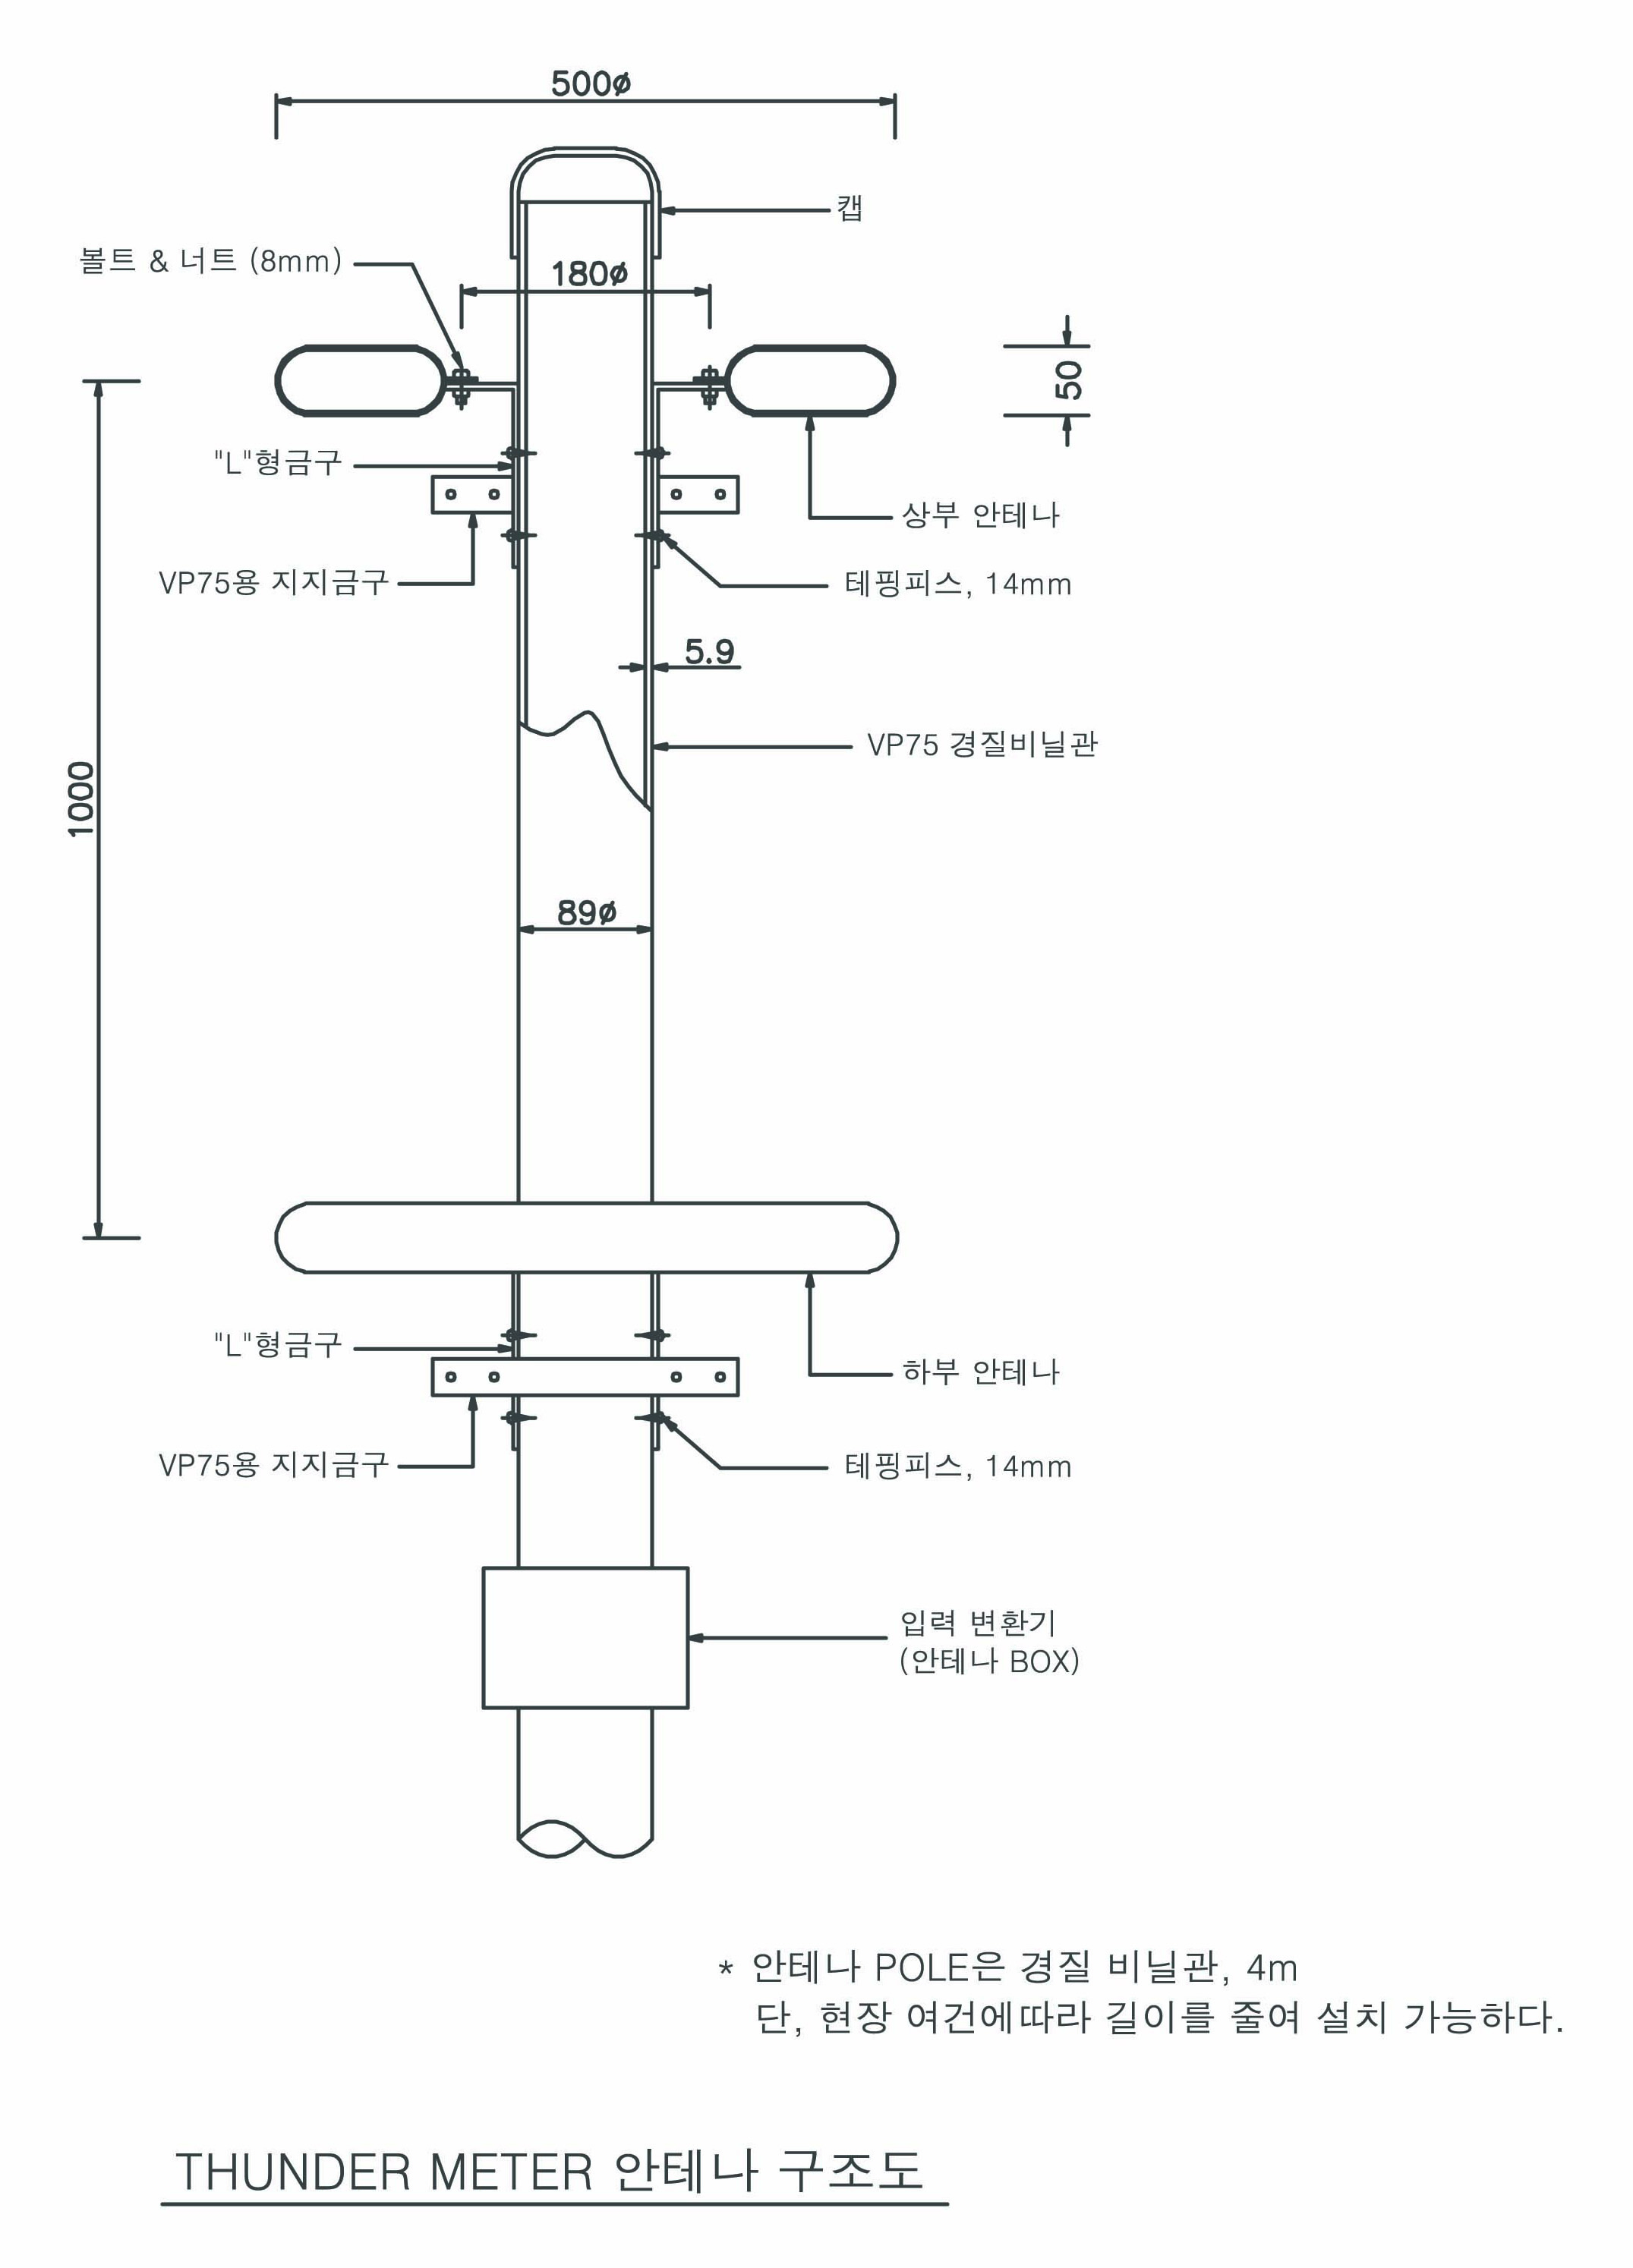 500ø
캡
볼트 & 너트 (8mm)
180ø
50
"L"형금구
상부 안테나
VP75용 지지금구
테핑피스, 14mm
5.9
VP75 경질비닐관
1000
89ø
"L"형금구
하부 안테나
VP75용 지지금구
테핑피스, 14mm
입력 변환기
(안테나 BOX)
* 안테나 POLE은 경질 비닐관, 4m
단, 현장 여건에따라 길이를 줄여 설치 가능하다.
THUNDER METER 안테나 구조도